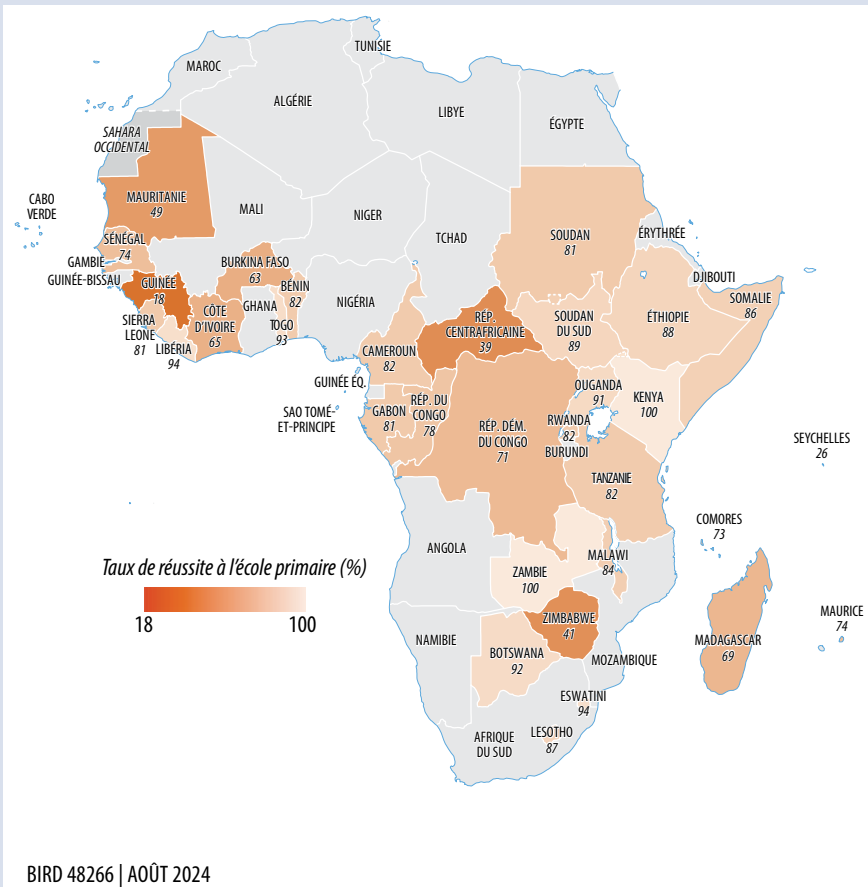 TUNISIE
MAROC
ALGÉRIE
LIBYE
ÉGYPTE
SAHARA
OCCIDENTAL
CABO
VERDE
MAURITANIE
49
MALI
NIGER
TCHAD
SOUDAN
81
ÉRYTHRÉE
SÉNÉGAL
74
GAMBIE
GUINÉE-BISSAU
GUINÉE
18
BURKINA FASO
63
BÉNIN
82
DJIBOUTI
SOMALIE
86
SIERRA
LEONE
81
LIBÉRIA
94
CÔTE
D'IVOIRE
65
GHANA
TOGO
93
NIGÉRIA
RÉP.
CENTRAFRICAINE
39
SOUDAN
DU SUD
89
ÉTHIOPIE
88
CAMEROUN
82
GUINÉE ÉQ.
SAO TOMÉ-
ET-PRINCIPE
GABON
81
RÉP. DU
CONGO
78
RÉP. DÉM.
DU CONGO
71
OUGANDA
91
KENYA
100
RWANDA
82
BURUNDI
TANZANIE
82
SEYCHELLES
26
COMORES
73
ANGOLA
ZAMBIE
100
MALAWI
84
Taux de réussite à l'école primaire (%)
18
100
NAMIBIE
ZIMBABWE
41
BOTSWANA
92
MOZAMBIQUE
MADAGASCAR
69
MAURICE
74
ESWATINI
94
AFRIQUE
DU SUD
LESOTHO
87
BIRD 48266 | AOÛT 2024